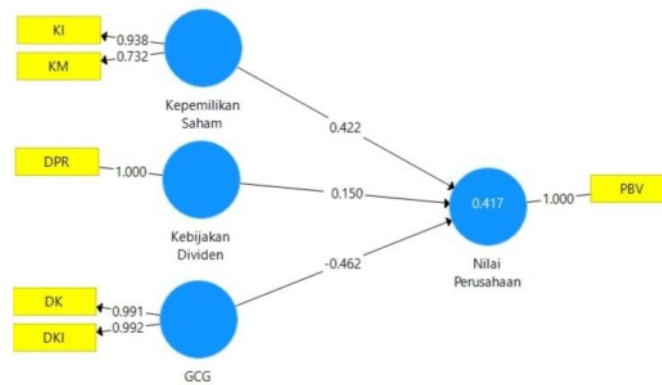 KI
0.938
KM
0.732
Kepemilikan
Saham
0.422
DPR
1.000
Kebijakan
Dividen
0.150
0.417
1.000
PBV
Nilai
Perusahaan
-0.462
DK
0.991
DKI
0.992
GCG